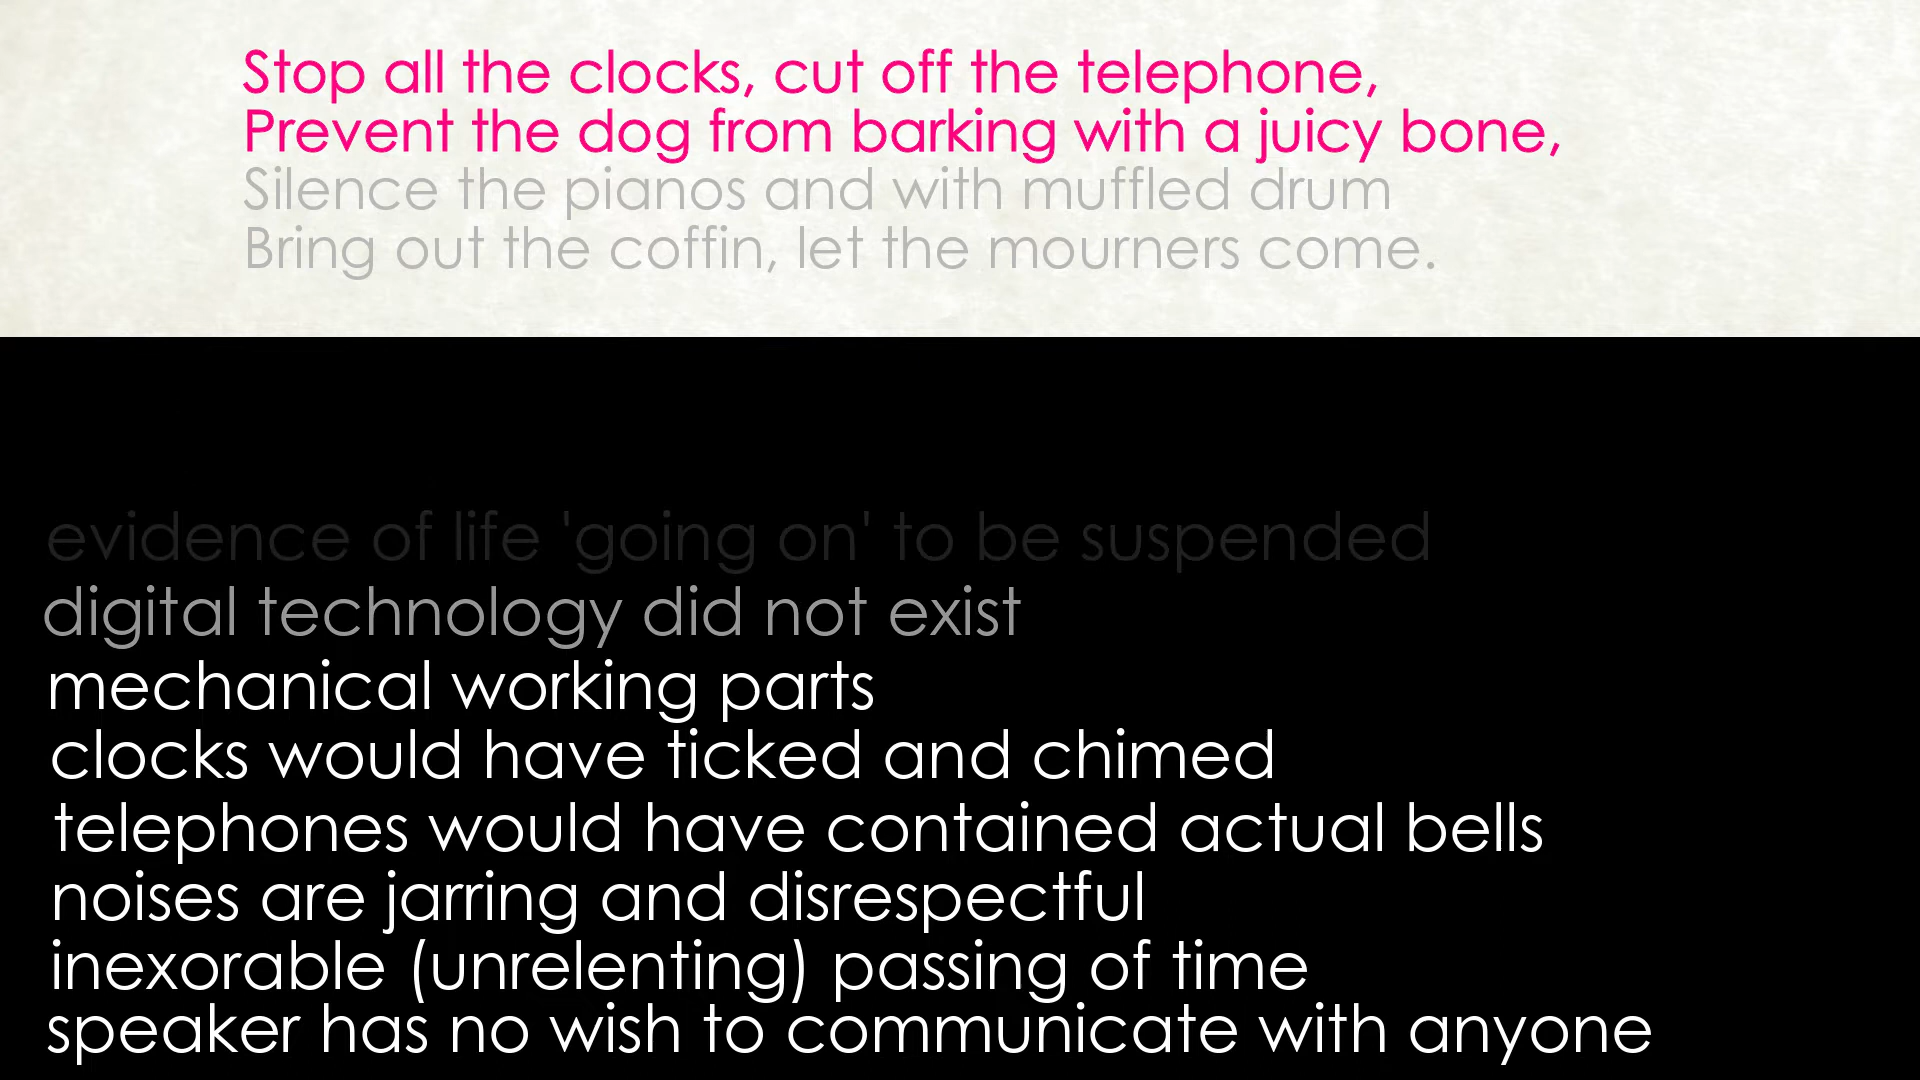 Stop all the clocks, cut off the telephone,
Prevent the dog from barking with a juicy bone,
Silence the pianos and with muffled drum
Bring out the coffin, let the mourners come.
evidence of life 'going on' to be suspended
digital technology did not exist
mechanical working parts
clocks would have ticked and chimed
telephones would have contained actual bells
noises are jarring and disrespectful
inexorable (unrelenting) passing of time
speaker has no wish to communicate with anyone